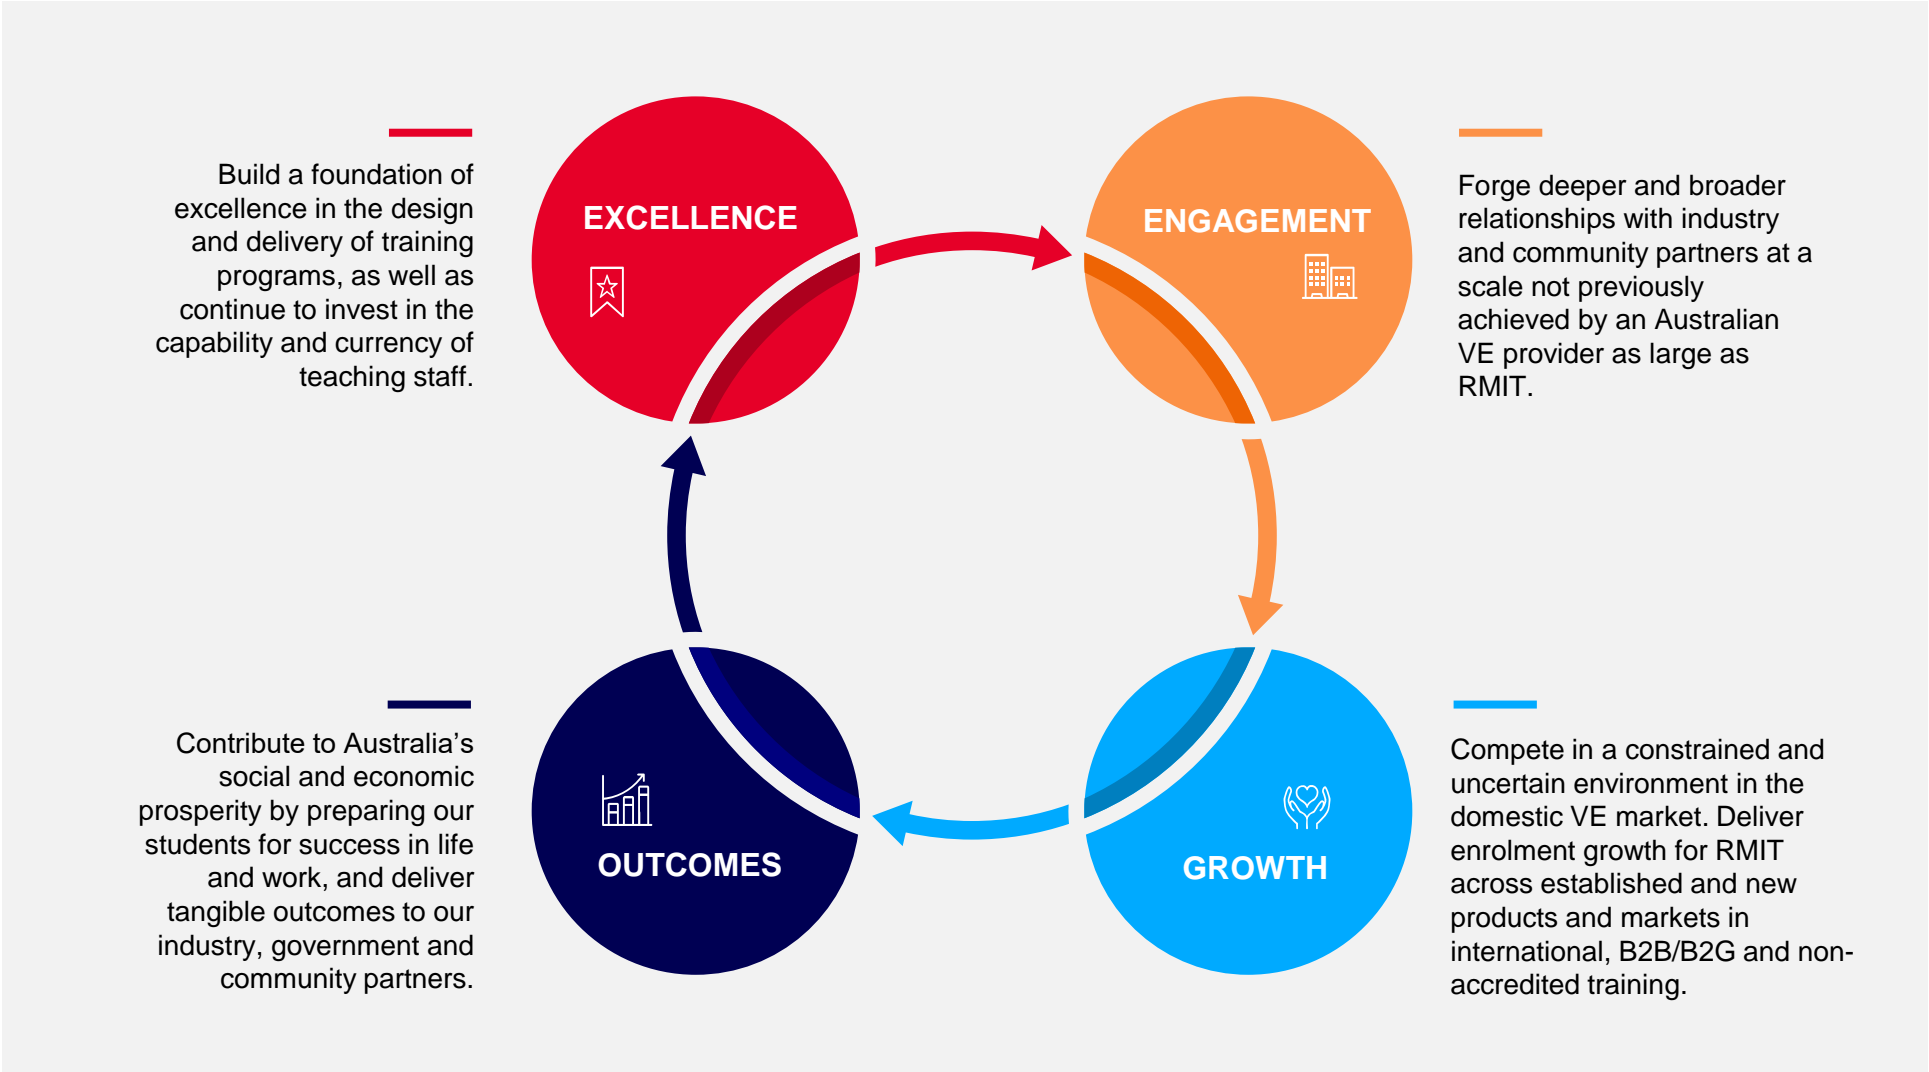 EXCELLENCE
Build a foundation of
excellence in the design
and delivery of training
programs, as well as
continue to invest in the
capability and currency of
teaching staff.
ENGAGEMENT
Forge deeper and broader
relationships with industry
and community partners at a
scale not previously
achieved by an Australian
VE provider as large as
RMIT.
GROWTH
Compete in a constrained and
uncertain environment in the
domestic VE market. Deliver
enrolment growth for RMIT
across established and new
products and markets in
international, B2B/B2G and non-
accredited training.
OUTCOMES
Contribute to Australia’s
social and economic
prosperity by preparing our
students for success in life
and work, and deliver
tangible outcomes to our
industry, government and
community partners.